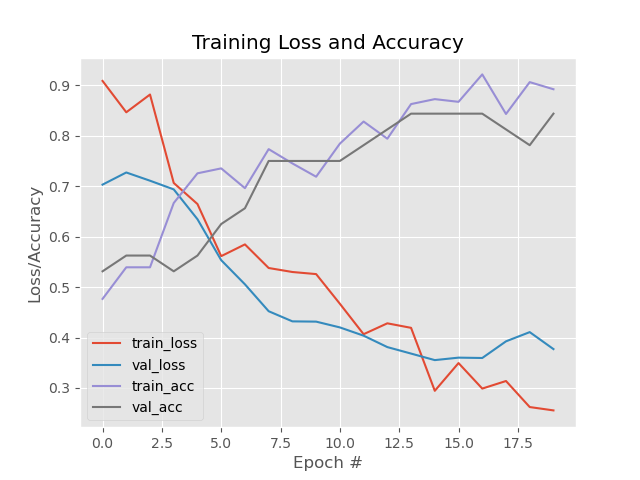 Training Loss and Accuracy
Loss/Accuracy
0.9
0.8
0.7
0.6
0.5
0.4
0.3
train_loss
val_loss
train_acc
val_acc
0.0 2.5 5.0 7.5 10.0 12.5 15.0 17.5
Epoch #